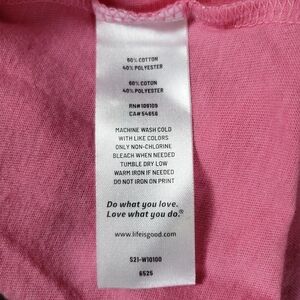 60% COTTON
40% POLYESTER
60% COTON
40% POLYESTER
RN#109109
CA#54656
MACHINE WASH COLD
WITH LIKE COLORS
ONLY NON-CHLORINE
BLEACH WHEN NEEDED
TUMBLE DRY LOW
WARM IRON IF NEEDED
DO NOT IRON ON PRINT
Do what you love.
Love what you do.®
www.lifeisgood.com
S21-W10100
6525